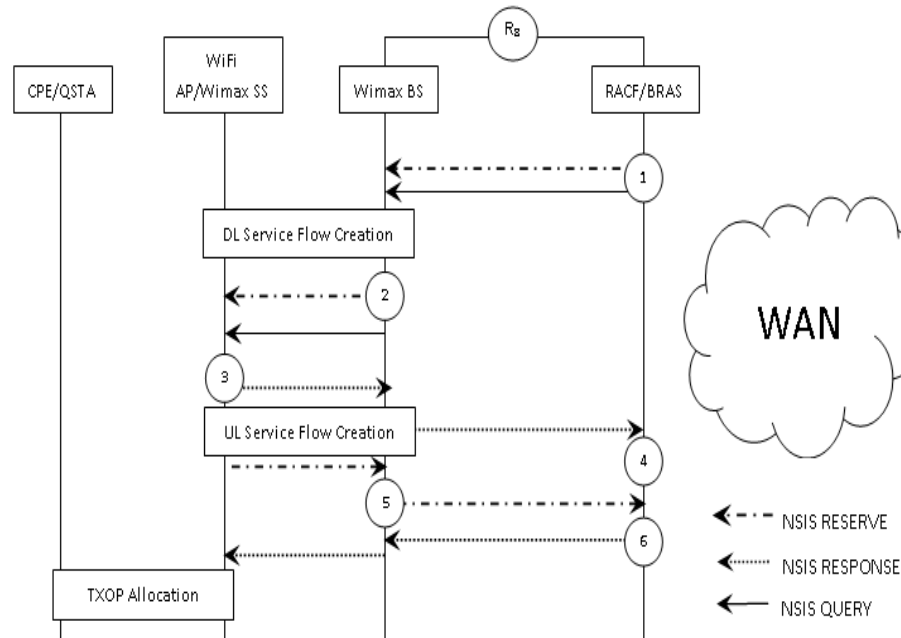 Rg
WiFi
AP/Wimax SS
CPE/QSTA
Wimax BS
RACF/BRAS
1
DL Service Flow Creation
2
WAN
3
UL Service Flow Creation
4
5
NSIS RESERVE
6
NSIS RESPONSE
TXOP Allocation
NSIS QUERY